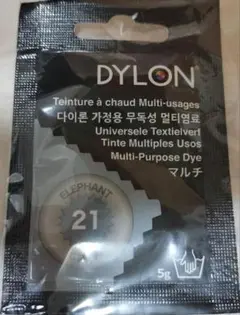 DYLON
Teinture à chaud Multi-usages
다이론 가정용 무독성 멀티염료
Universele Textielverf
Tinte Multiples Usos
Multi-Purpose Dye
マルチ
ELEPHANT
21
5g